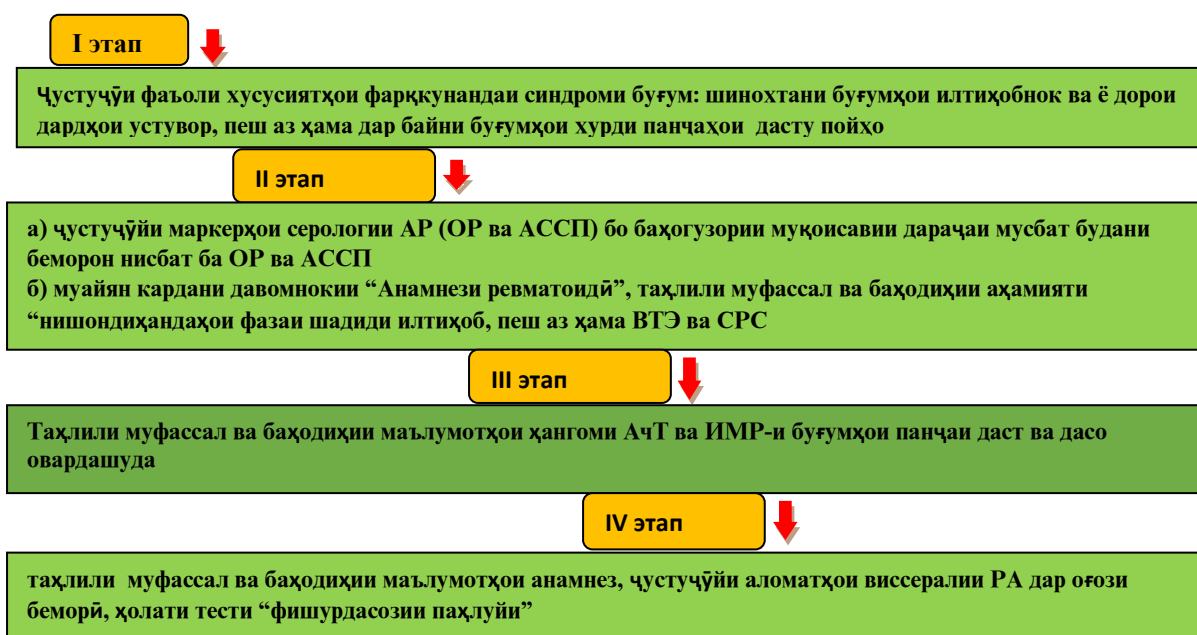 I этап
Ҷустуҷӯи фаъоли хусусиятҳои фарқкунандаи синдроми буғум: шинохтани буғумҳои илтиҳобнок ва ё дорои
дардҳои устувор, пеш аз ҳама дар байни буғумҳои хурди панҷаҳои дасту пойҳо
II этап
а) ҷустуҷӯйи маркерҳои серологии АР (ОР ва АССП) бо баҳогузории муқоисавии дараҷаи мусбат будани
беморон нисбат ба ОР ва АССП
б) муайян кардани давомнокии “Анамнези ревматоидӣ”, таҳлили муфассал ва баҳодиҳии аҳамияти
“нишондиҳандаҳои фазаи шадиди илтиҳоб, пеш аз ҳама ВТЭ ва СРС
III этап
Таҳлили муфассал ва баҳодиҳии маълумотҳои ҳангоми АчТ ва ИМР-и буғумҳои панҷаи даст ва дасо
овардашуда
IV этап
таҳлили муфассал ва баҳодиҳии маълумотҳои анамнез, ҷустуҷӯйи аломатҳои виссералии РА дар оғози
беморӣ, ҳолати тести “фишурдасозии паҳлуйи”